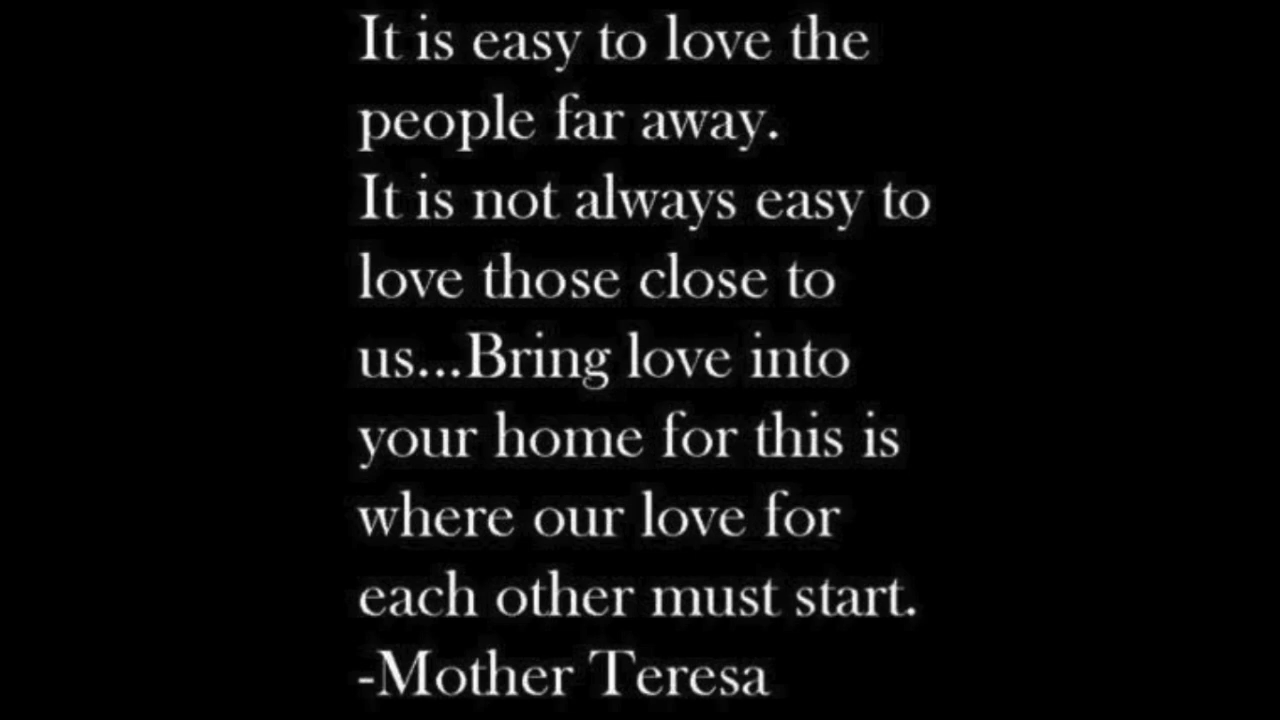 It is easy to love the
people far away.
It is not always easy to
love those close to
us...Bring love into
your home for this is
where our love for
each other must start.
-Mother Teresa